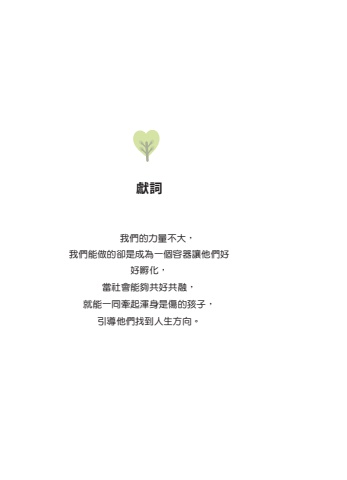 獻詞
我們的力量不大，
我們能做的卻是成為一個容器讓他們好
好孵化，
當社會能夠共好共融，
就能一同牽起渾身是傷的孩子，
引導他們找到人生方向。